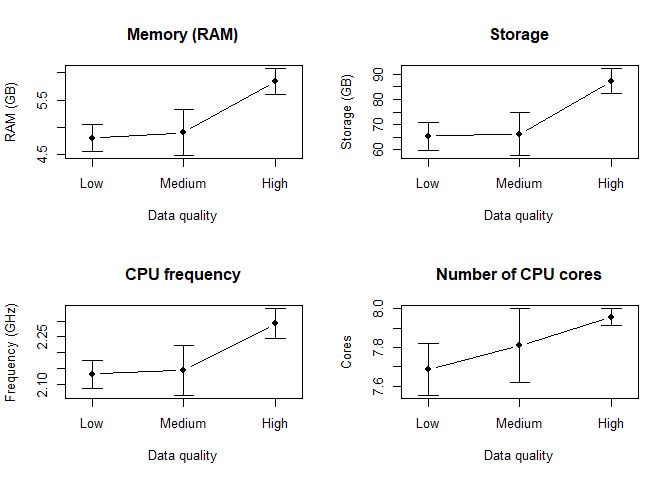 Memory (RAM)
RAM (GB)
5.5
4.5
Low Medium High
Data quality
Storage
Storage (GB)
90
80
70
60
Low Medium High
Data quality
CPU frequency
Frequency (GHz)
2.25
2.10
Low Medium High
Data quality
Number of CPU cores
Cores
8.0
7.8
7.6
Low Medium High
Data quality